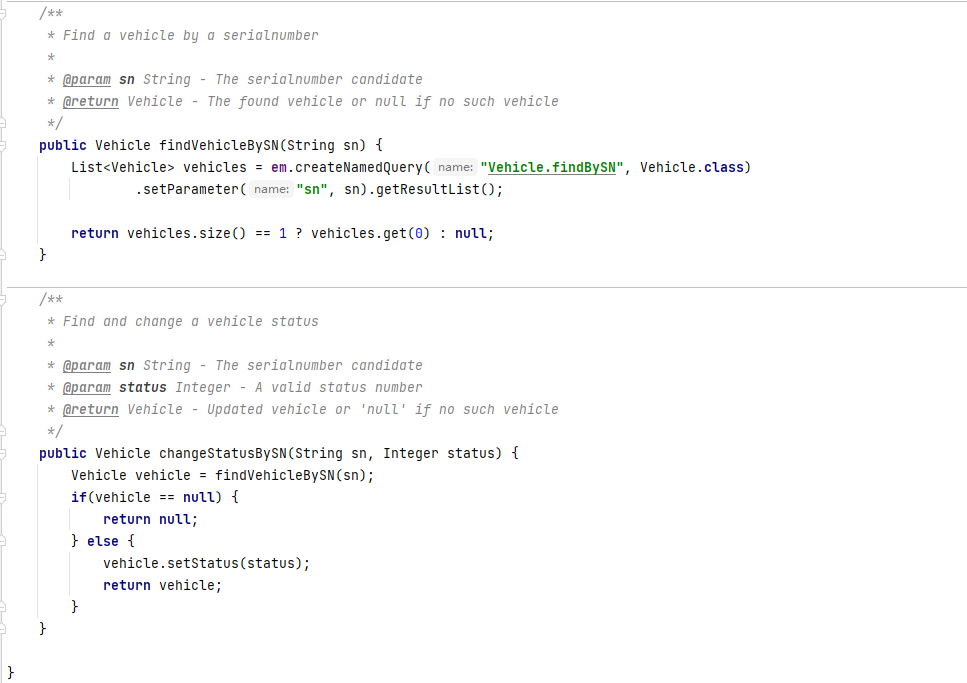 /**
 * Find a vehicle by a serialnumber
 *
 * @param sn String - The serialnumber candidate
 * @return Vehicle - The found vehicle or null if no such vehicle
 */
public Vehicle findVehicleBySN(String sn) {
    List<Vehicle> vehicles = em.createNamedQuery( name: "Vehicle.findBySN", Vehicle.class)
            .setParameter( name: "sn", sn).getResultList();

    return vehicles.size() == 1 ? vehicles.get(0) : null;
}

/**
 * Find and change a vehicle status
 *
 * @param sn String - The serialnumber candidate
 * @param status Integer - A valid status number
 * @return Vehicle - Updated vehicle or 'null' if no such vehicle
 */
public Vehicle changeStatusBySN(String sn, Integer status) {
    Vehicle vehicle = findVehicleBySN(sn);
    if(vehicle == null) {
        return null;
    } else {
        vehicle.setStatus(status);
        return vehicle;
    }
}

}